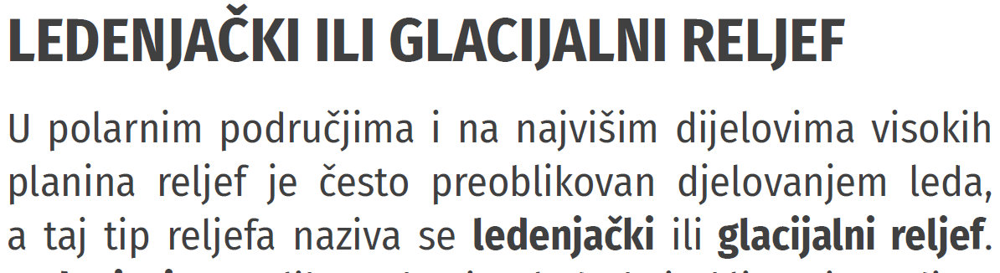 LEDENJAČKI ILI GLACIJALNI RELJEF
U polarnim područjima i na najvišim dijelovima visokih
planina reljef je često preoblikovan djelovanjem leda,
a taj tip reljefa naziva se ledenjački ili glacijalni reljef.